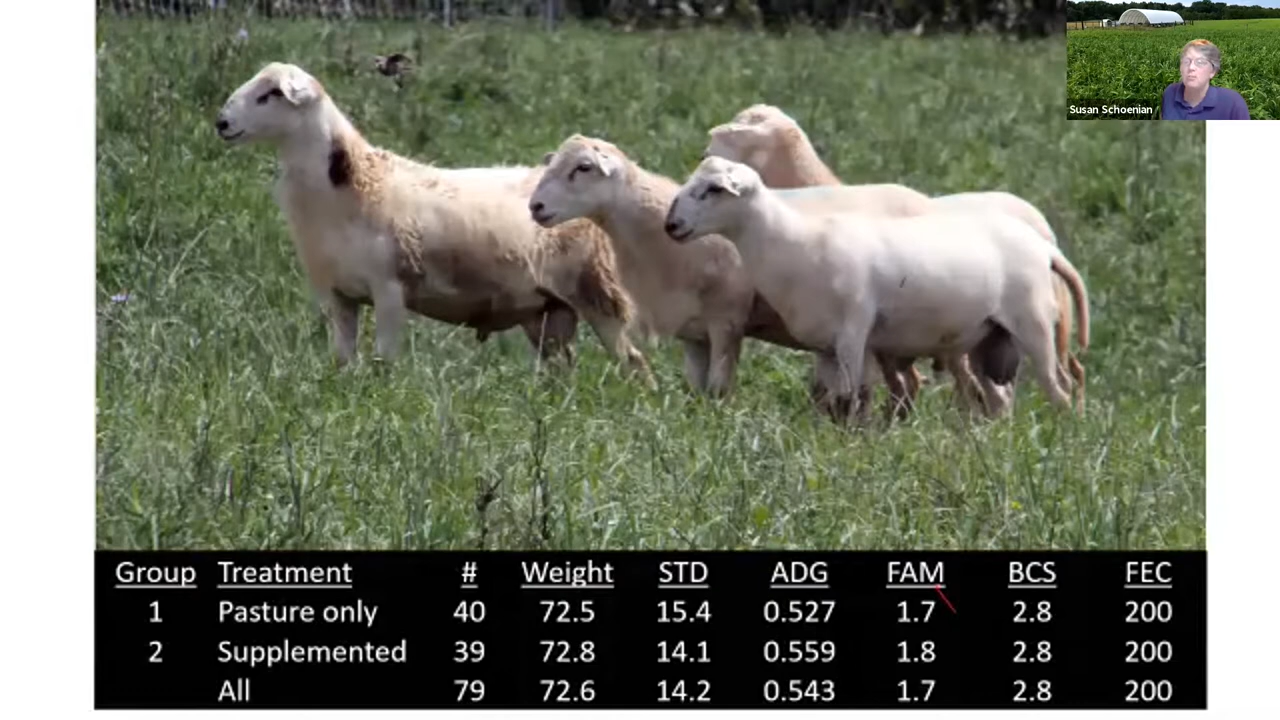 Susan Schoenian
Group Treatment # Weight STD ADG FAM BCS FEC
1 Pasture only 40 72.5 15.4 0.527 1.7 2.8 200
2 Supplemented 39 72.8 14.1 0.559 1.8 2.8 200
All 79 72.6 14.2 0.543 1.7 2.8 200